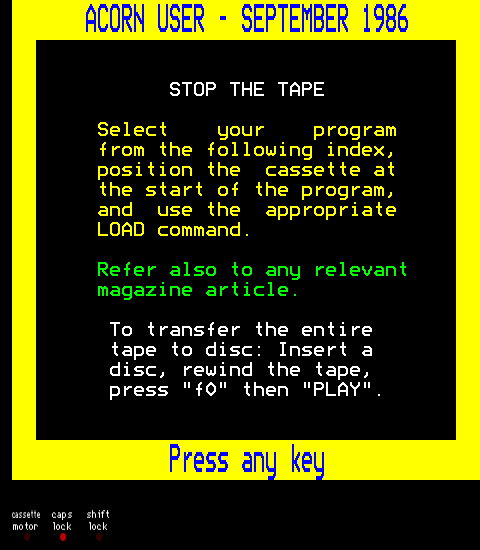 ACORN USER - SEPTEMBER 1986
STOP THE TAPE
Select your program
from the following index,
position the cassette at
the start of the program,
and use the appropriate
LOAD command.
Refer also to any relevant
magazine article.
To transfer the entire
tape to disc: Insert a
disc, rewind the tape,
press "f0" then "PLAY".
Press any key
cassette caps shift
motor lock lock